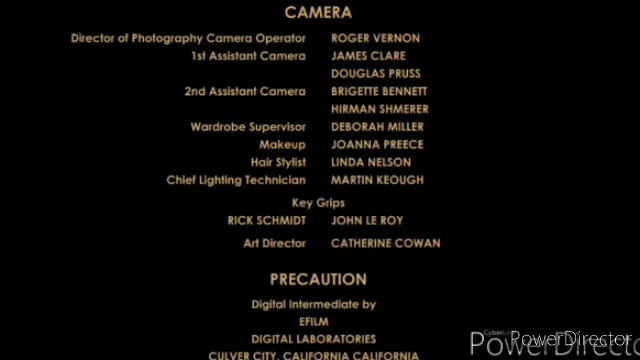 CAMERA
Director of Photography Camera Operator ROGER VERNON
1st Assistant Camera JAMES CLARE
DOUGLAS PRUSS
2nd Assistant Camera BRIGETTE BENNETT
HIRMAN SHMERER
Wardrobe Supervisor DEBORAH MILLER
Makeup JOANNA PREECE
Hair Stylist LINDA NELSON
Chief Lighting Technician MARTIN KEOUGH
Key Grips
RICK SCHMIDT JOHN LE ROY
Art Director CATHERINE COWAN
PRECAUTION
Digital Intermediate by
EFILM
DIGITAL LABORATORIES
CULVER CITY, CALIFORNIA CALIFORNIA
PowerDirector